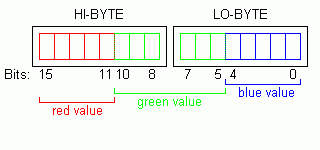 HI-BYTE LO-BYTE
Bits: 15 11 10 8 7 5 4 0
red value green value blue value